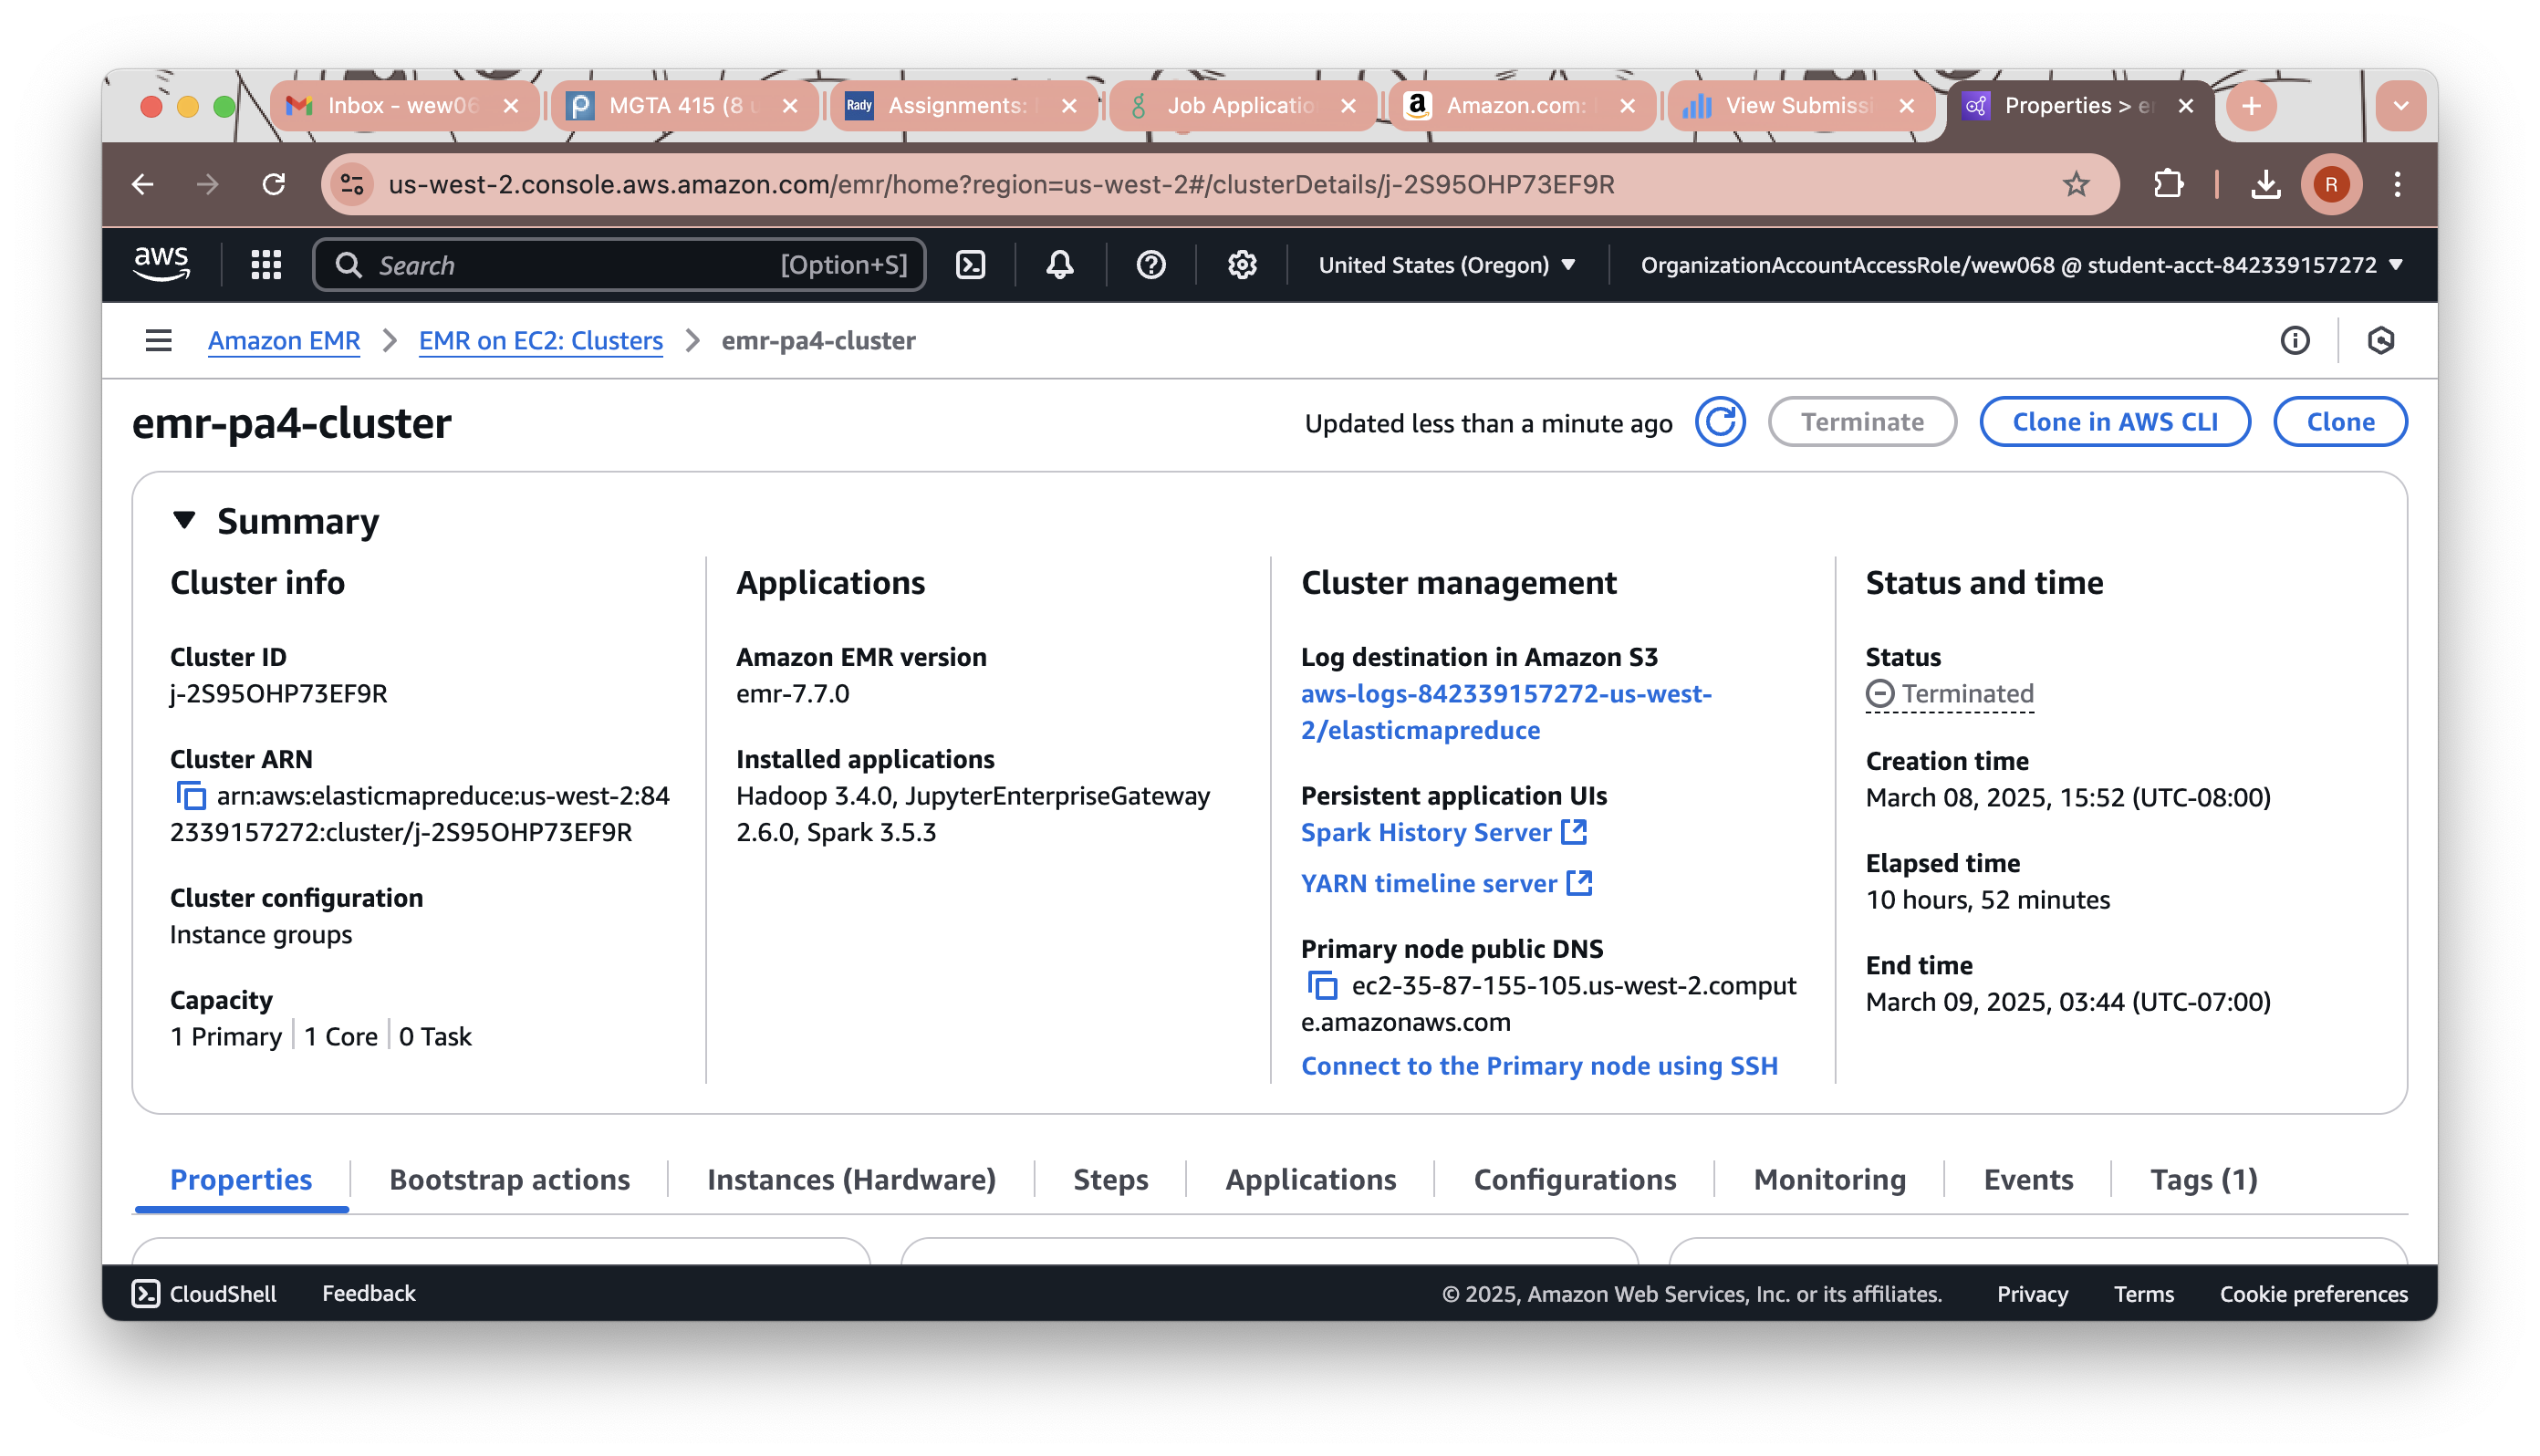 Inbox - wew06
MGTA 415 (8 u
Rady
Assignments:
Job Applicatio
Amazon.com:
View Submissi
Properties > e
us-west-2.console.aws.amazon.com/emr/home?region=us-west-2#/clusterDetails/j-2S95OHP73EF9R
R
aws
Search
[Option+S]
United States (Oregon)
OrganizationAccountAccessRole/wew068 @ student-acct-842339157272
Amazon EMR
EMR on EC2: Clusters
emr-pa4-cluster
emr-pa4-cluster
Updated less than a minute ago
Terminate
Clone in AWS CLI
Clone
Summary
Cluster info
Cluster ID
j-2S95OHP73EF9R
Cluster ARN
arn:aws:elasticmapreduce:us-west-2:84
2339157272:cluster/j-2S95OHP73EF9R
Cluster configuration
Instance groups
Capacity
1 Primary | 1 Core | 0 Task
Applications
Amazon EMR version
emr-7.7.0
Installed applications
Hadoop 3.4.0, JupyterEnterpriseGateway
2.6.0, Spark 3.5.3
Cluster management
Log destination in Amazon S3
aws-logs-842339157272-us-west-
2/elasticmapreduce
Persistent application UIs
Spark History Server
YARN timeline server
Primary node public DNS
ec2-35-87-155-105.us-west-2.comput
e.amazonaws.com
Connect to the Primary node using SSH
Status and time
Status
Terminated
Creation time
March 08, 2025, 15:52 (UTC-08:00)
Elapsed time
10 hours, 52 minutes
End time
March 09, 2025, 03:44 (UTC-07:00)
Properties
Bootstrap actions
Instances (Hardware)
Steps
Applications
Configurations
Monitoring
Events
Tags (1)
CloudShell
Feedback
© 2025, Amazon Web Services, Inc. or its affiliates.
Privacy
Terms
Cookie preferences